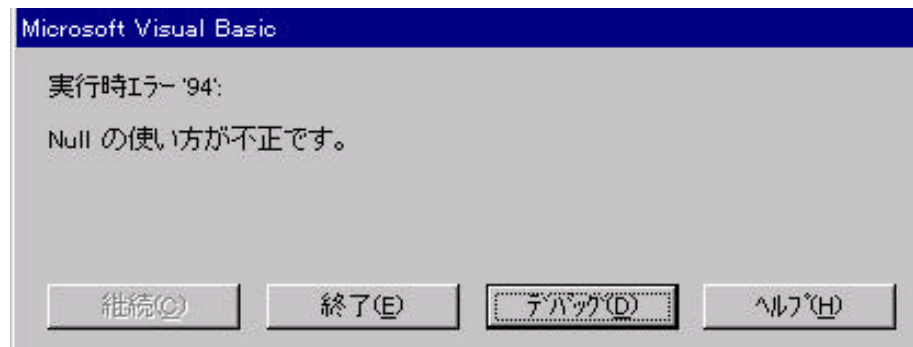 Microsoft Visual Basic
実行時ｴﾗｰ '94':
Null の使い方が不正です。
継続(C) 終了(E) ﾃﾞﾊﾞｯｸﾞ(D) ﾍﾙﾌﾟ(H)